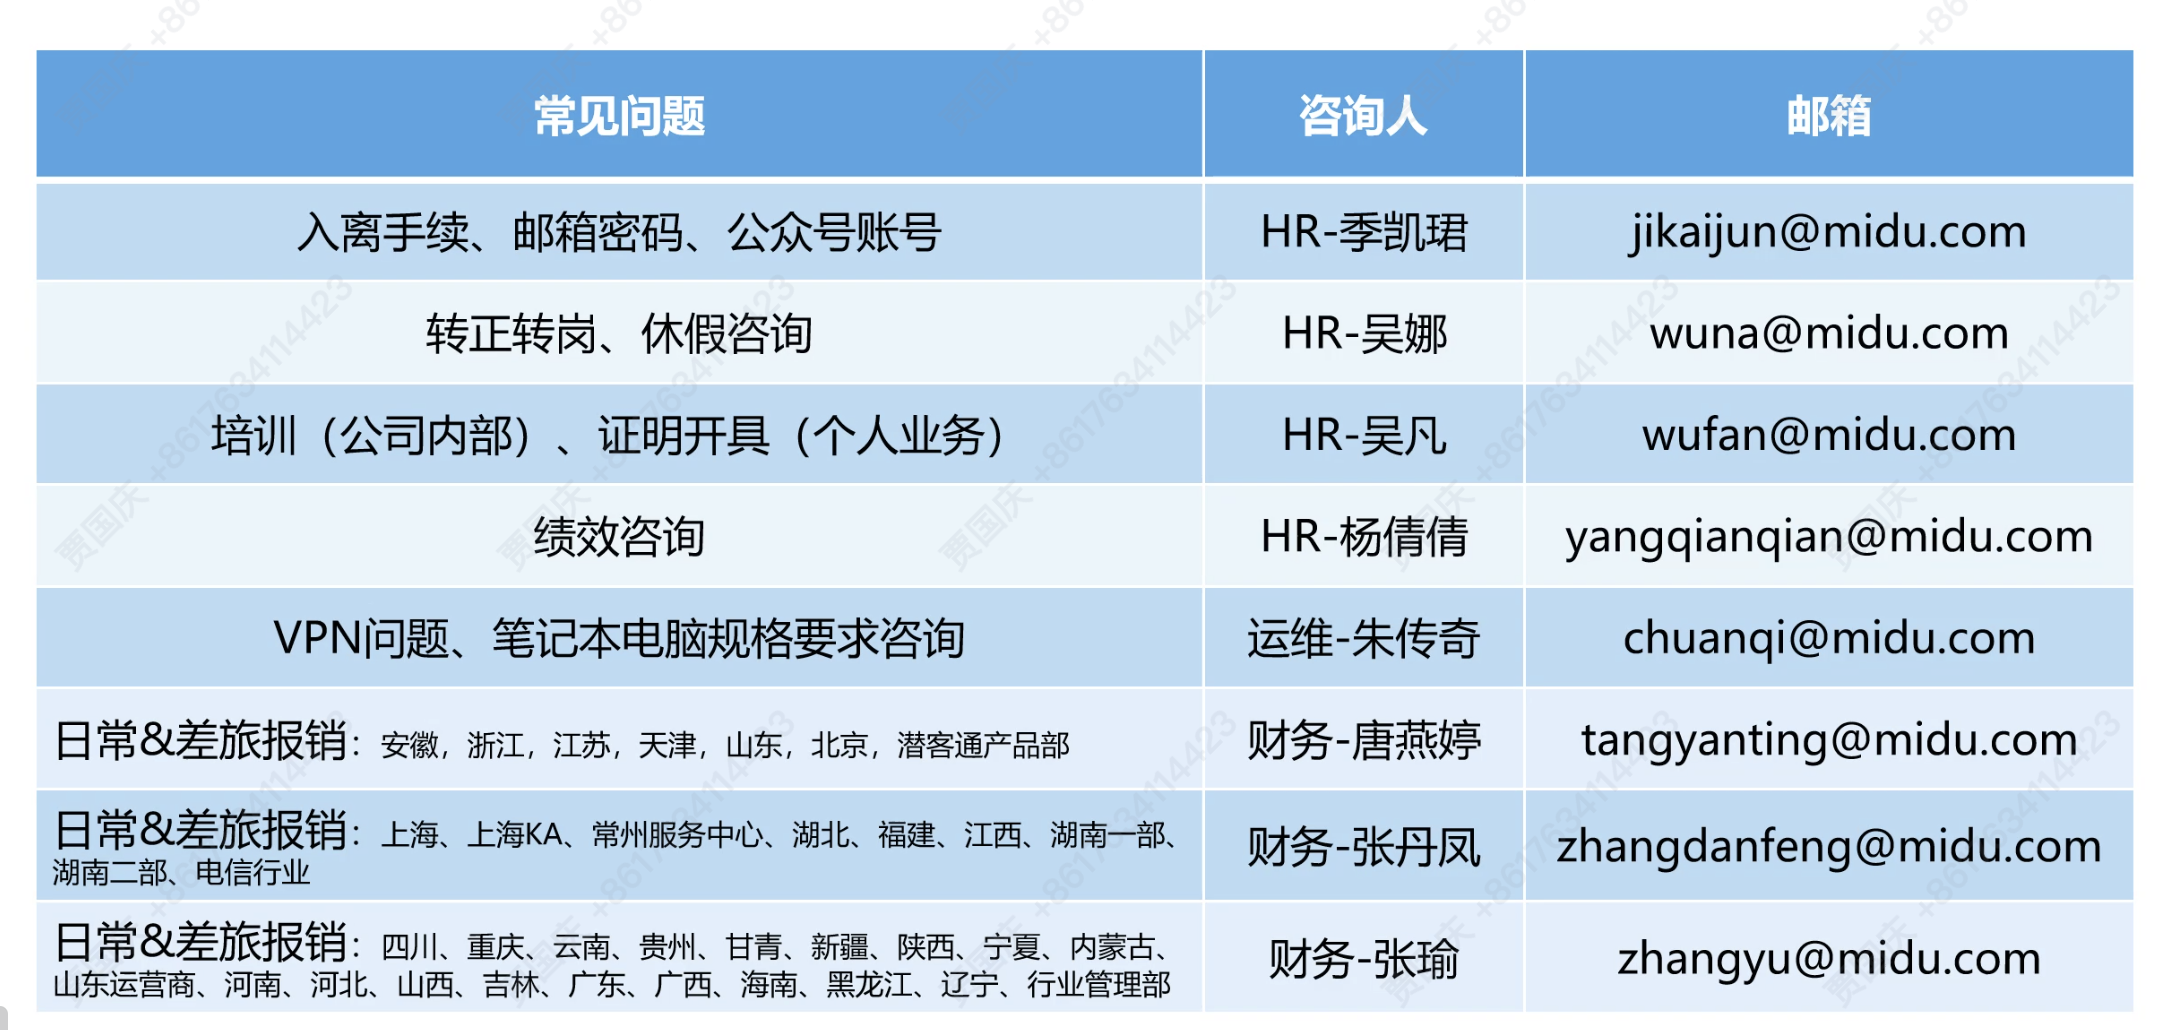 常见问题 咨询人 邮箱
入离手续、邮箱密码、公众号账号 HR-季凯珺 jikaijun@midu.com
转正转岗、休假咨询 HR-吴娜 wuna@midu.com
培训（公司内部）、证明开具（个人业务） HR-吴凡 wufan@midu.com
绩效咨询 HR-杨倩倩 yangqianqian@midu.com
VPN问题、笔记本电脑规格要求咨询 运维-朱传奇 chuanqi@midu.com
日常&差旅报销：安徽，浙江，江苏，天津，山东，北京，潜客通产品部 财务-唐燕婷 tangyanting@midu.com
日常&差旅报销：上海、上海KA、常州服务中心、湖北、福建、江西、湖南一部、
湖南二部、电信行业 财务-张丹凤 zhangdanfeng@midu.com
日常&差旅报销：四川、重庆、云南、贵州、甘青、新疆、陕西、宁夏、内蒙古、
山东运营商、河南、河北、山西、吉林、广东、广西、海南、黑龙江、辽宁、行业管理部 财务-张瑜 zhangyu@midu.com
贾国庆 +8617634114423